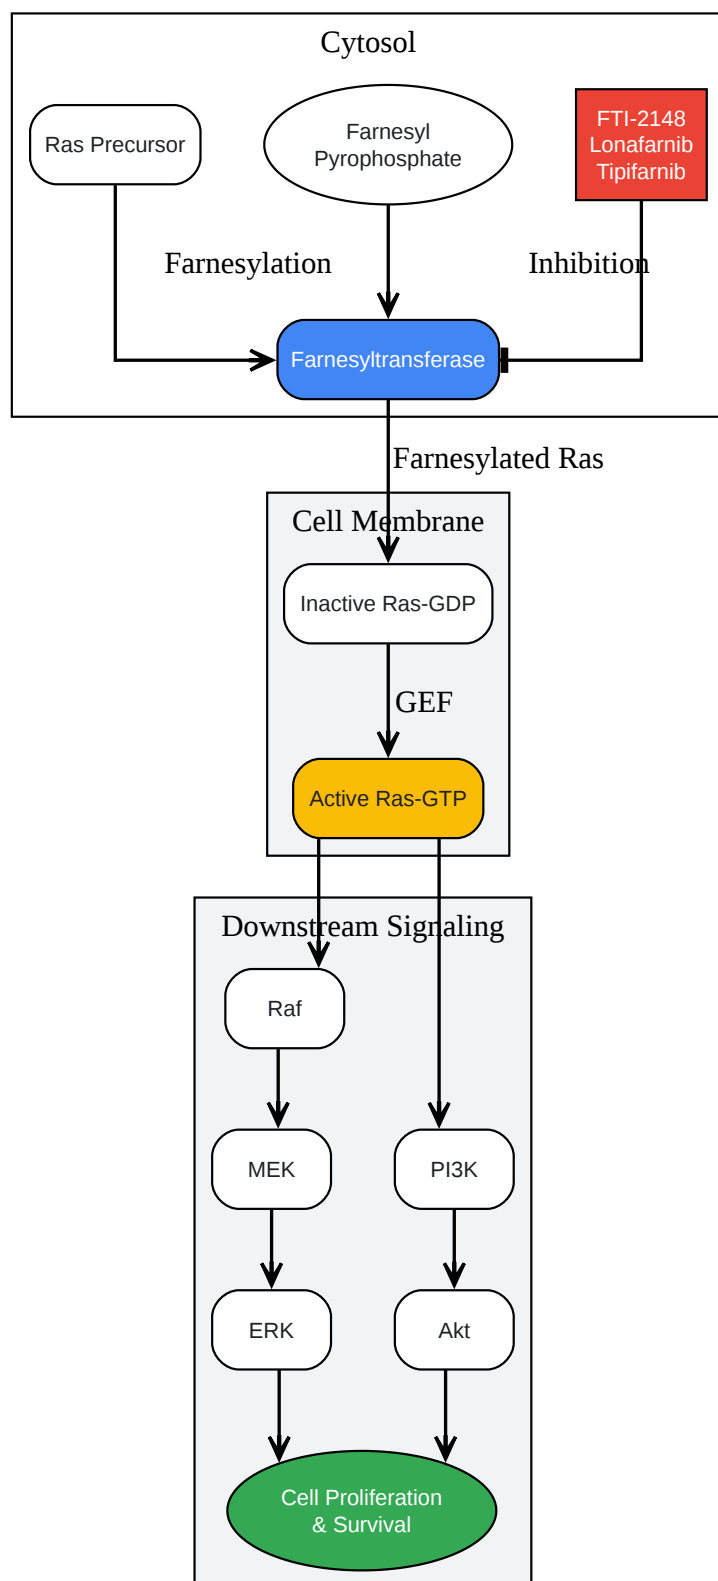 Cytosol
Ras Precursor
Farnesyl
Pyrophosphate
FTI-2148
Lonafarnib
Tipifarnib
Farnesylation
Inhibition
Farnesyltransferase
Farnesylated Ras
Cell Membrane
Inactive Ras-GDP
GEF
Active Ras-GTP
Downstream Signaling
Raf
MEK
PI3K
ERK
Akt
Cell Proliferation
& Survival